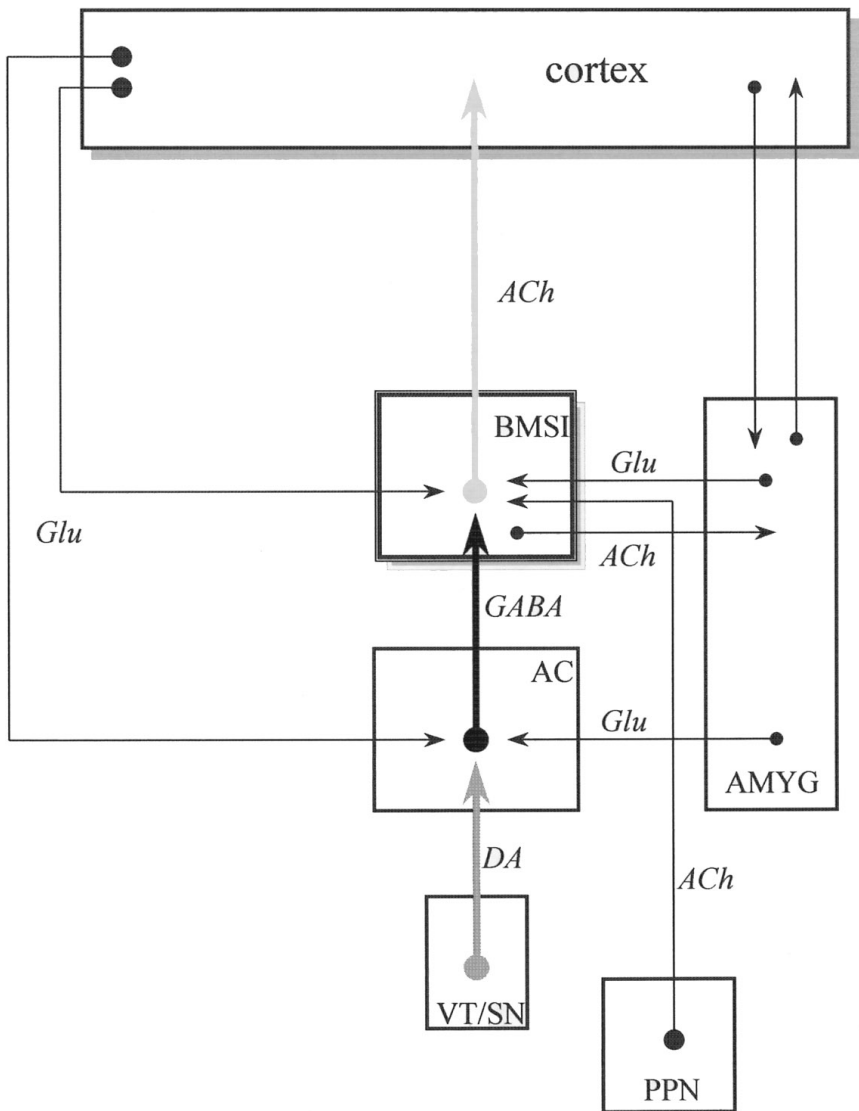 cortex
ACh
BMSI
Glu
Glu
ACh
GABA
AC
Glu
AMYG
DA
ACh
VT/SN
PPN